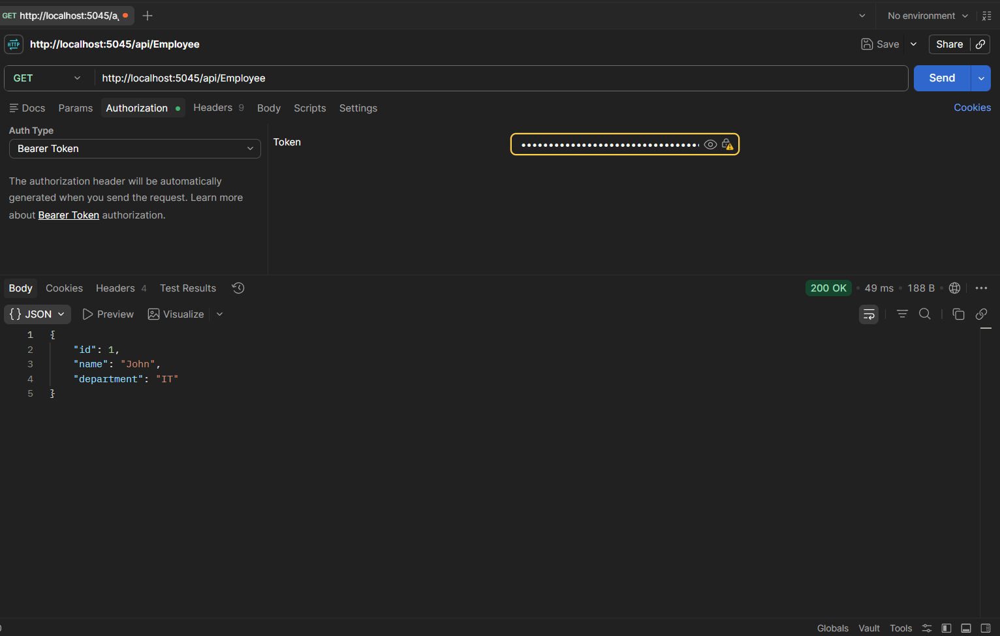 GET http://localhost:5045/a
No environment
HTTP http://localhost:5045/api/Employee
Save
Share
GET http://localhost:5045/api/Employee
Send
Docs Params Authorization Headers 9 Body Scripts Settings
Cookies
Auth Type
Bearer Token
The authorization header will be automatically
generated when you send the request. Learn more
about Bearer Token authorization.
Token
••••••••••••••••••••••••••••••••
Body Cookies Headers 4 Test Results
200 OK • 49 ms • 188 B •
{} JSON Preview Visualize
1 {
2 "id": 1,
3 "name": "John",
4 "department": "IT"
5 }
Globals Vault Tools